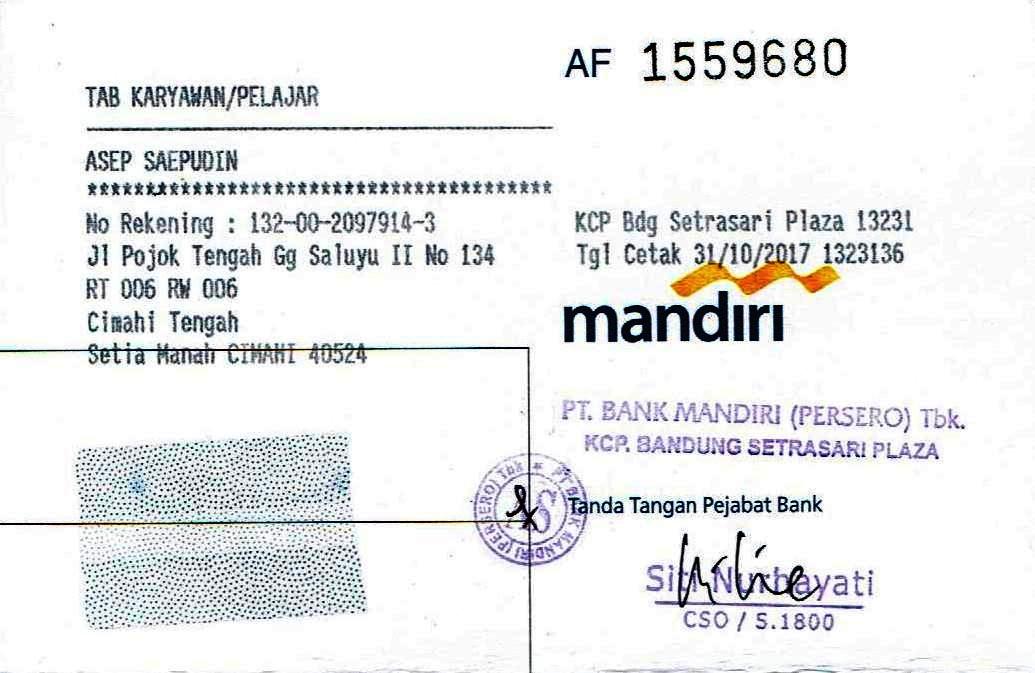 AF 1559680
TAB KARYAWAN/PELAJAR
ASEP SAEPUDIN
****************************************
No Rekening : 132-00-2097914-3
Jl Pojok Tengah Gg Saluyu II No 134
RT 006 RW 006
Cimahi Tengah
Setia Manah CIMAHI 40524
KCP Bdg Setrasari Plaza 13231
Tgl Cetak 31/10/2017 1323136
mandiri
PT. BANK MANDIRI (PERSERO) Tbk.
KCP. BANDUNG SETRASARI PLAZA
PT BANK MANDIRI (PERSERO) Tbk *
Tanda Tangan Pejabat Bank
Siti Nurbayati
CSO / S.1800